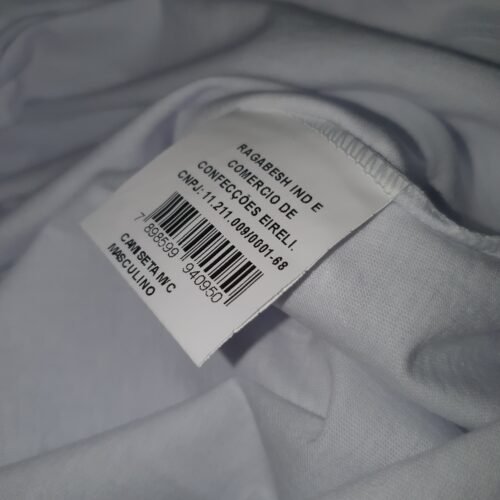 RAGABESH IND E
COMERCIO DE
CONFECÇÕES EIRELI.
CNPJ: 11.211.009/0001-68
7 898599 940950
CAMISETA M/C
MASCULINO